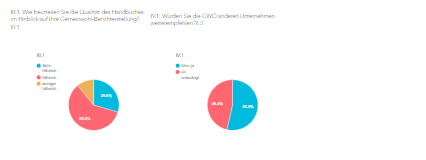 III.1. Wie beurteilen Sie die Qualität des Handbuches
im Hinblick auf Ihre Gemeinwohl-Berichterstellung?
III.1
IV.1. Würden Sie die GWÖ anderen Unternehmen
weiterempfehlen?
III.1
Sehr
hilfreich
hilfreich
weniger
hilfreich
IV.1
Eher ja
Ja
unbedingt